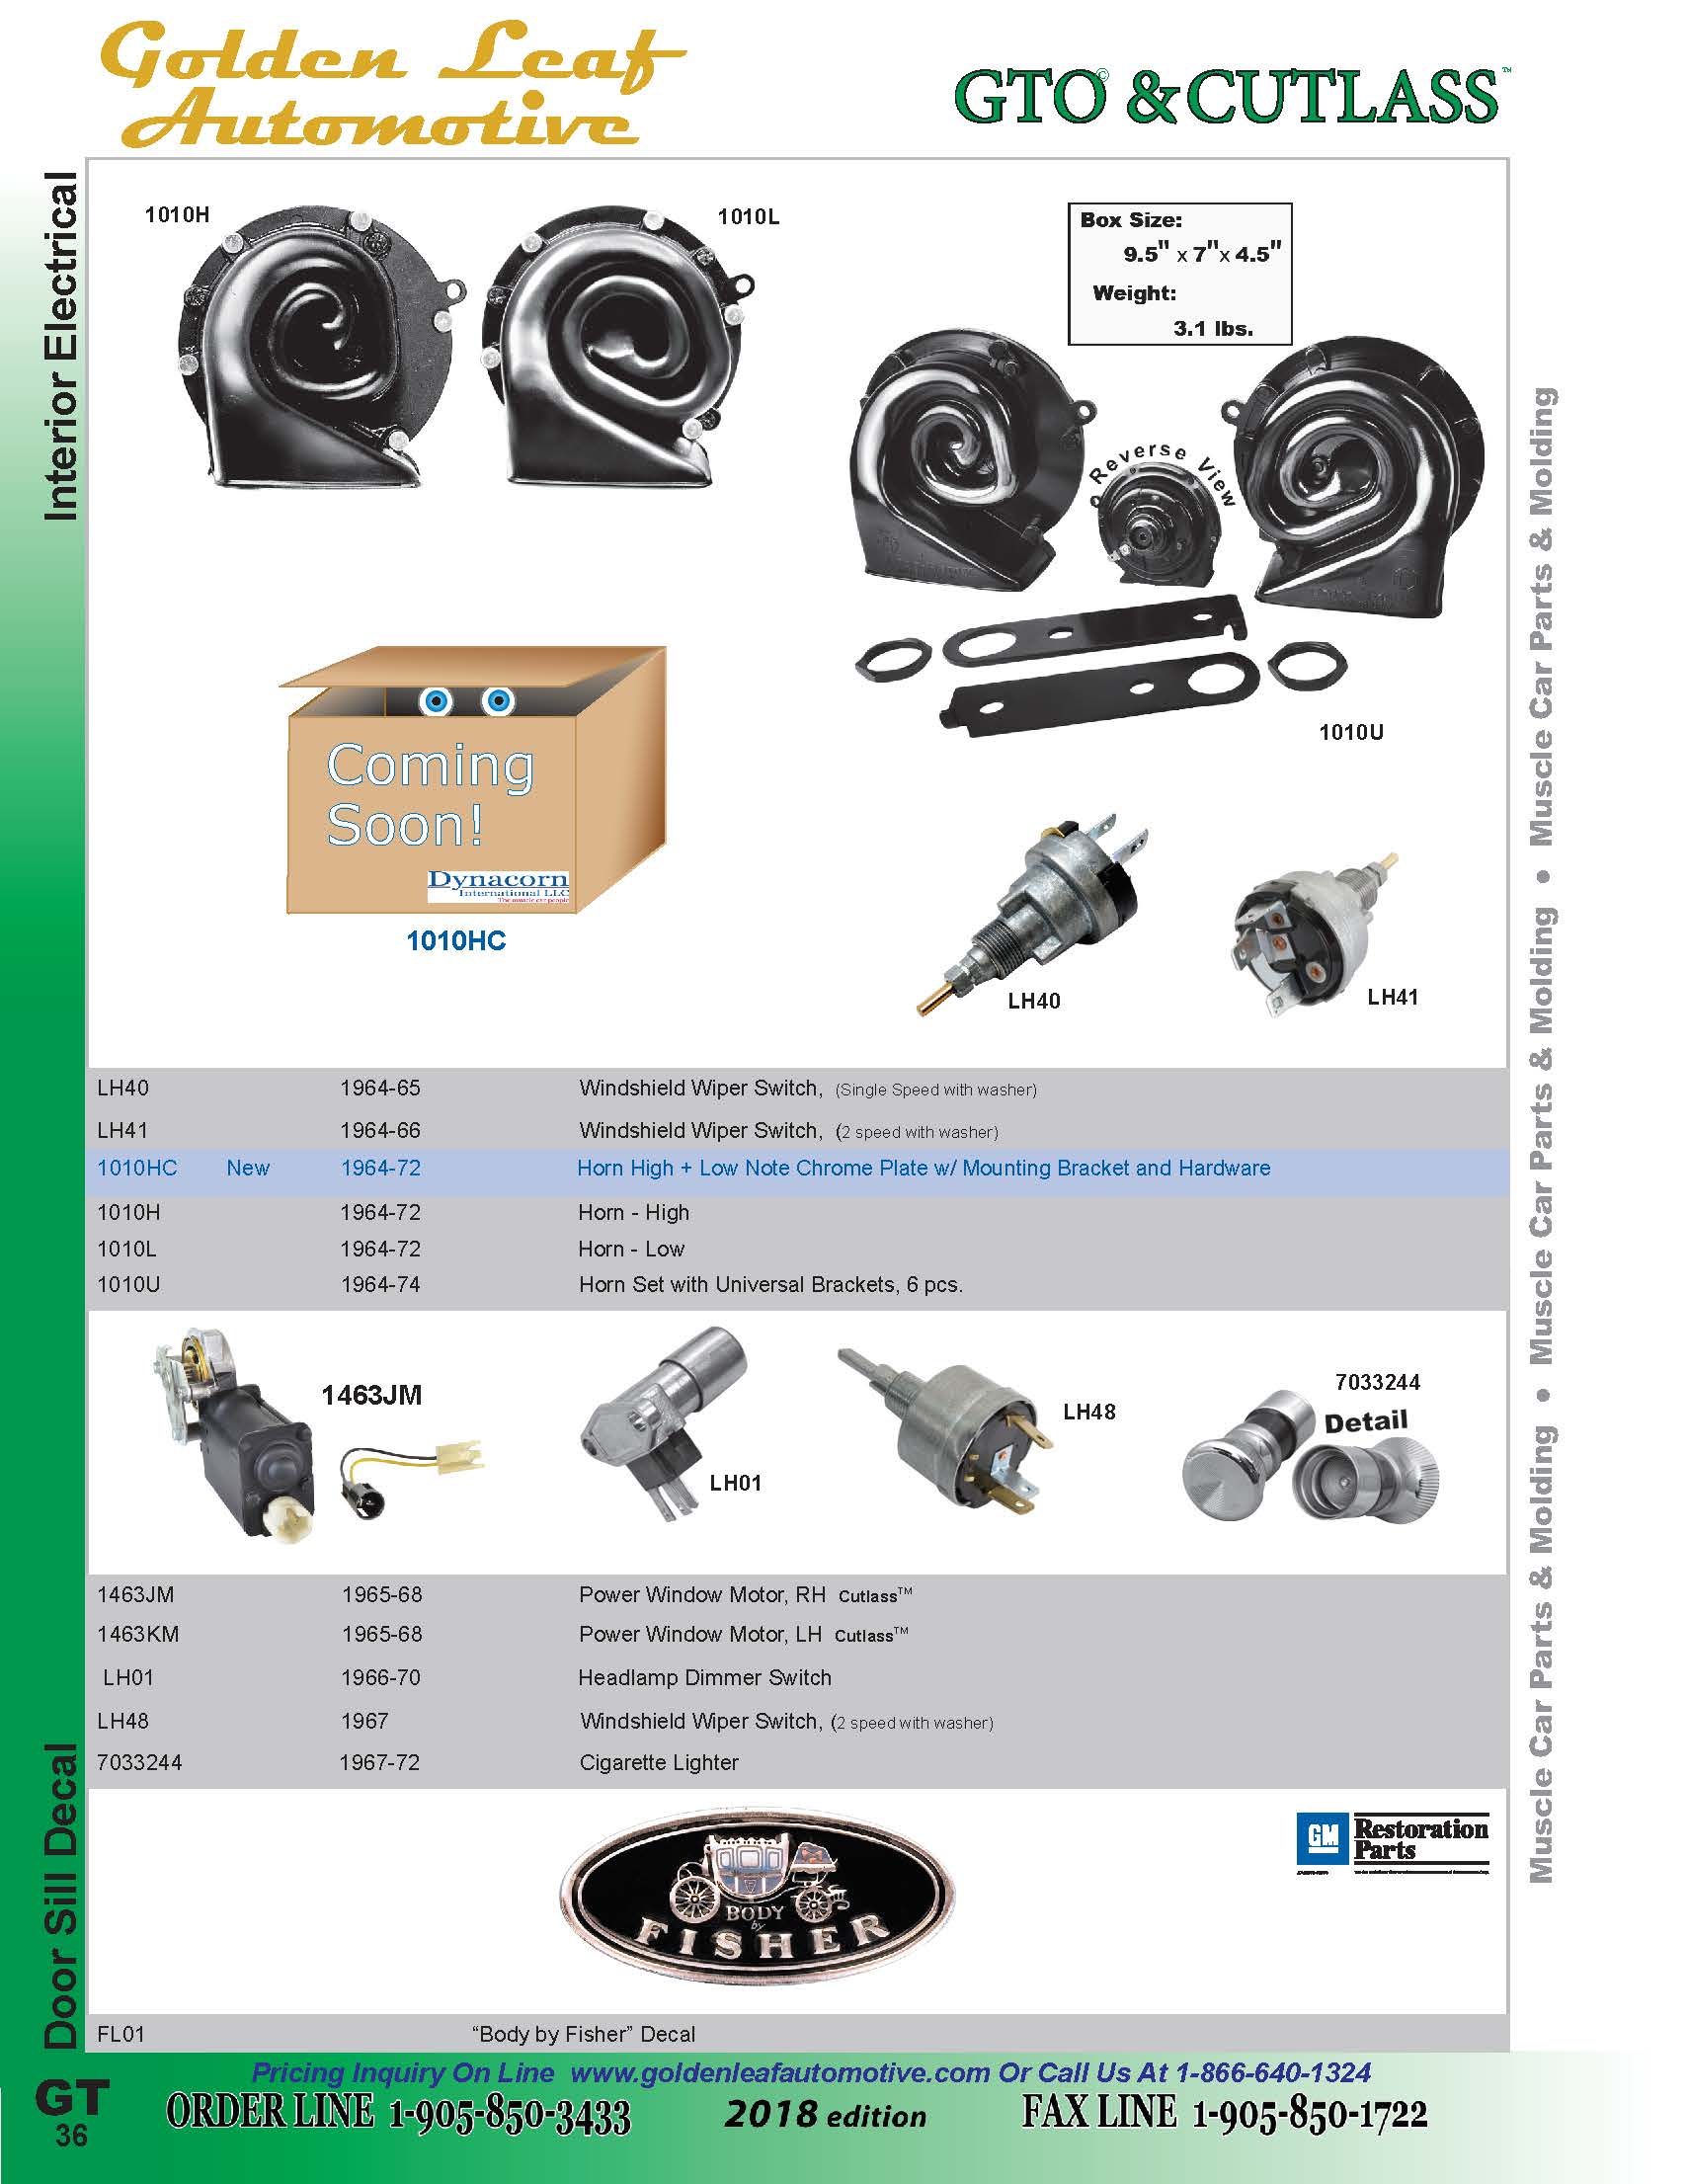 Golden Leaf
Automotive
GTO © & CUTLASS™
Interior Electrical
1010H
1010L
Box Size:
9.5" x 7"x 4.5"
Weight:
3.1 lbs.
Reverse View
1010U
Coming
Soon!
Dynacorn
International LLC
The muscle car people
1010HC
LH40
LH41
LH40 1964-65 Windshield Wiper Switch, (Single Speed with washer)
LH41 1964-66 Windshield Wiper Switch, (2 speed with washer)
1010HC New 1964-72 Horn High + Low Note Chrome Plate w/ Mounting Bracket and Hardware
1010H 1964-72 Horn - High
1010L 1964-72 Horn - Low
1010U 1964-74 Horn Set with Universal Brackets, 6 pcs.
1463JM
LH01
LH48
7033244
Detail
1463JM 1965-68 Power Window Motor, RH Cutlass™
1463KM 1965-68 Power Window Motor, LH Cutlass™
LH01 1966-70 Headlamp Dimmer Switch
LH48 1967 Windshield Wiper Switch, (2 speed with washer)
7033244 1967-72 Cigarette Lighter
Door Sill Decal
BODY
by
FISHER
GM Restoration
Parts
FL01 “Body by Fisher” Decal
Muscle Car Parts & Molding • Muscle Car Parts & Molding • Muscle Car Parts & Molding
Pricing Inquiry On Line www.goldenleafautomotive.com Or Call Us At 1-866-640-1324
GT
36
ORDER LINE 1-905-850-3433 2018 edition FAX LINE 1-905-850-1722